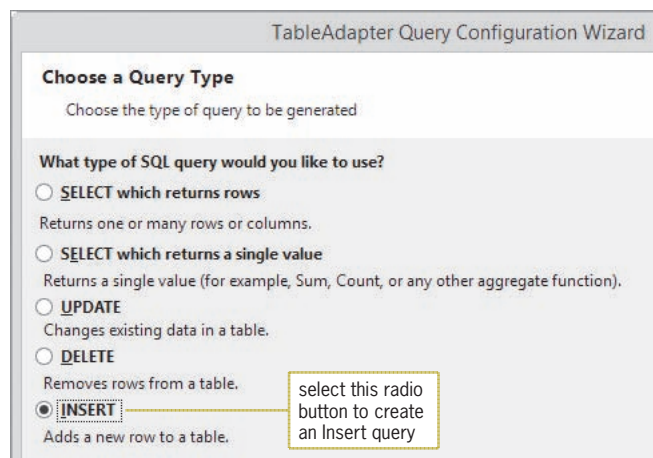 TableAdapter Query Configuration Wizard
Choose a Query Type
Choose the type of query to be generated
What type of SQL query would you like to use?
SELECT which returns rows
Returns one or many rows or columns.
SELECT which returns a single value
Returns a single value (for example, Sum, Count, or any other aggregate function).
UPDATE
Changes existing data in a table.
DELETE
Removes rows from a table.
INSERT
Adds a new row to a table.
select this radio
button to create
an Insert query